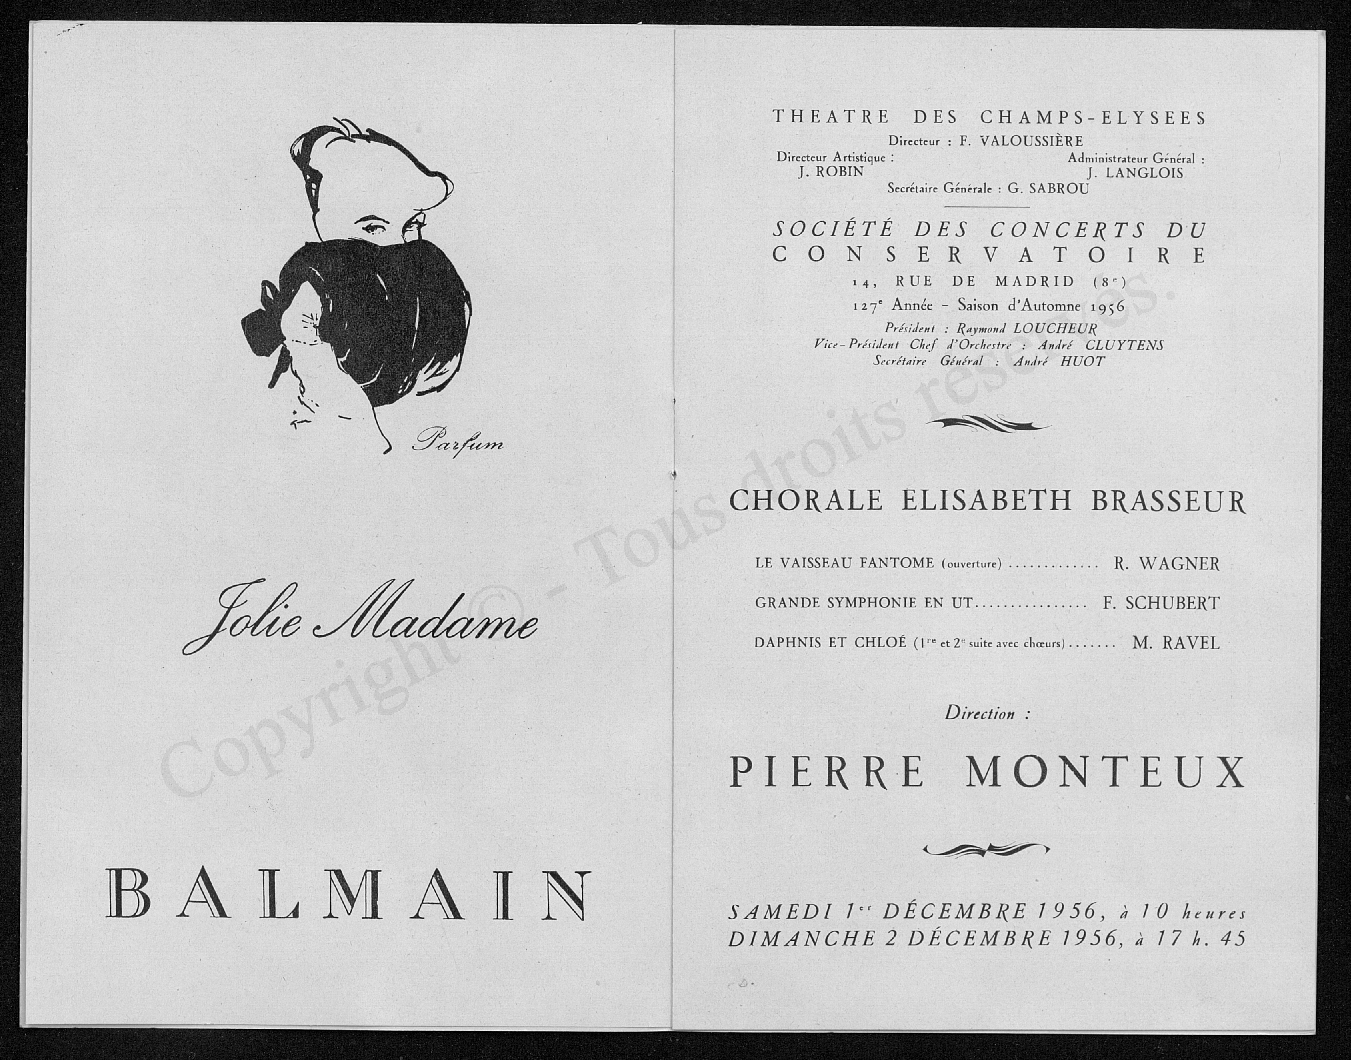 Parfum
Jolie Madame
BALMAIN
THEATRE DES CHAMPS-ELYSEES
Directeur : F. VALOUSSIÈRE
Directeur Artistique : Administrateur Général :
J. ROBIN J. LANGLOIS
Secrétaire Générale : G. SABROU
SOCIÉTÉ DES CONCERTS DU
CONSERVATOIRE
14, RUE DE MADRID (8e)
127e Année - Saison d'Automne 1956
Président : Raymond LOUCHEUR
Vice-Président Chef d'Orchestre : André CLUYTENS
Secrétaire Général : André HUOT
CHORALE ELISABETH BRASSEUR
LE VAISSEAU FANTOME (ouverture) ............. R. WAGNER
GRANDE SYMPHONIE EN UT................ F. SCHUBERT
DAPHNIS ET CHLOÉ (1re et 2e suite avec chœurs) ....... M. RAVEL
Direction :
PIERRE MONTEUX
SAMEDI 1er DÉCEMBRE 1956, à 10 heures
DIMANCHE 2 DÉCEMBRE 1956, à 17 h. 45
Copyright © - Tous droits réservés.